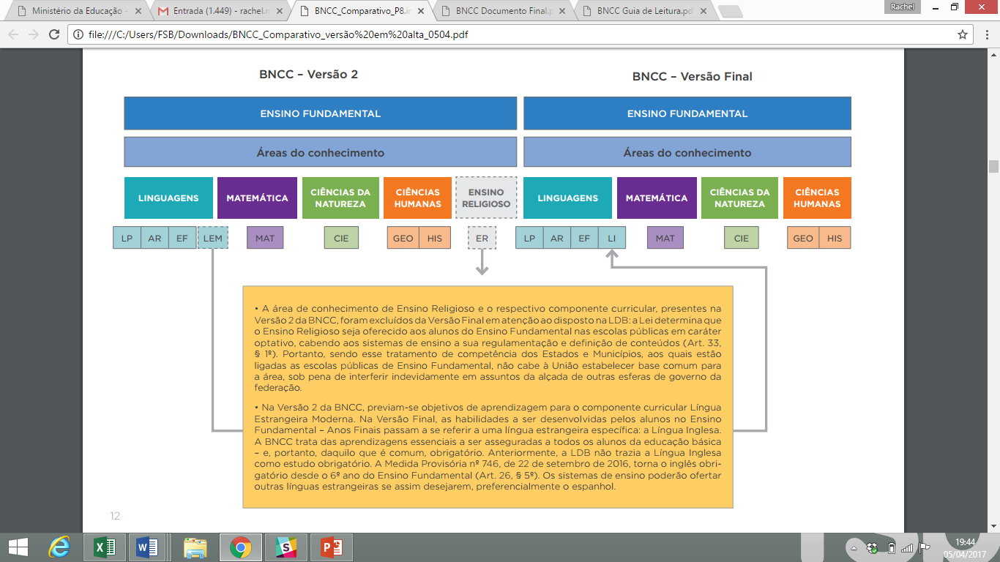 Ministério da Educação -
Entrada (1.449) - rachel.r
BNCC_Comparativo_P8.in
BNCC Documento Final.p
BNCC Guia de Leitura.pd
Rachel
file:///C:/Users/FSB/Downloads/BNCC_Comparativo_versão%20em%20alta_0504.pdf
BNCC – Versão 2
BNCC – Versão Final
ENSINO FUNDAMENTAL
ENSINO FUNDAMENTAL
Áreas do conhecimento
Áreas do conhecimento
LINGUAGENS
MATEMÁTICA
CIÊNCIAS DA
NATUREZA
CIÊNCIAS
HUMANAS
ENSINO
RELIGIOSO
LINGUAGENS
MATEMÁTICA
CIÊNCIAS DA
NATUREZA
CIÊNCIAS
HUMANAS
LP AR EF LEM MAT CIE GEO HIS ER LP AR EF LI MAT CIE GEO HIS
• A área de conhecimento de Ensino Religioso e o respectivo componente curricular, presentes na
Versão 2 da BNCC, foram excluídos da Versão Final em atenção ao disposto na LDB: a Lei determina que
o Ensino Religioso seja oferecido aos alunos do Ensino Fundamental nas escolas públicas em caráter
optativo, cabendo aos sistemas de ensino a sua regulamentação e definição de conteúdos (Art. 33,
§ 1º). Portanto, sendo esse tratamento de competência dos Estados e Municípios, aos quais estão
ligadas as escolas públicas de Ensino Fundamental, não cabe à União estabelecer base comum para
a área, sob pena de interferir indevidamente em assuntos da alçada de outras esferas de governo da
federação.
• Na Versão 2 da BNCC, previam-se objetivos de aprendizagem para o componente curricular Língua
Estrangeira Moderna. Na Versão Final, as habilidades a ser desenvolvidas pelos alunos no Ensino
Fundamental – Anos Finais passam a se referir a uma língua estrangeira específica: a Língua Inglesa.
A BNCC trata das aprendizagens essenciais a ser asseguradas a todos os alunos da educação básica
– e, portanto, daquilo que é comum, obrigatório. Anteriormente, a LDB não trazia a Língua Inglesa
como estudo obrigatório. A Medida Provisória nº 746, de 22 de setembro de 2016, torna o inglês obri-
gatório desde o 6º ano do Ensino Fundamental (Art. 26, § 5º). Os sistemas de ensino poderão ofertar
outras línguas estrangeiras se assim desejarem, preferencialmente o espanhol.
12
19:44
05/04/2017